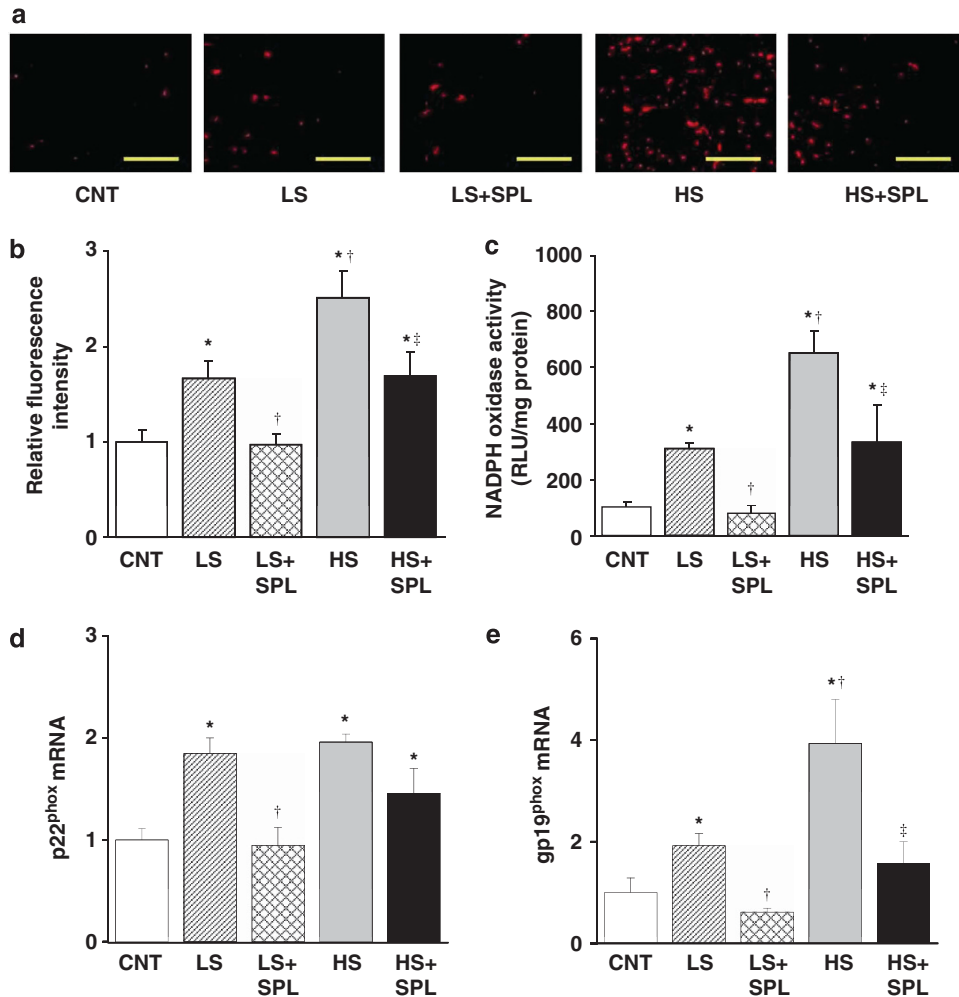 a
CNT
LS
LS+SPL
HS
HS+SPL
b
Relative fluorescence
intensity
3
2
1
0
*
†
* †
*‡
CNT
LS
LS+
SPL
HS
HS+
SPL
c
NADPH oxidase activity
(RLU/mg protein)
1000
800
600
400
200
0
*
†
*†
*‡
CNT
LS
LS+
SPL
HS
HS+
SPL
d
p22phox mRNA
3
2
1
0
*
†
*
*
CNT
LS
LS+
SPL
HS
HS+
SPL
e
gp19phox mRNA
6
4
2
0
*
†
*†
‡
CNT
LS
LS+
SPL
HS
HS+
SPL